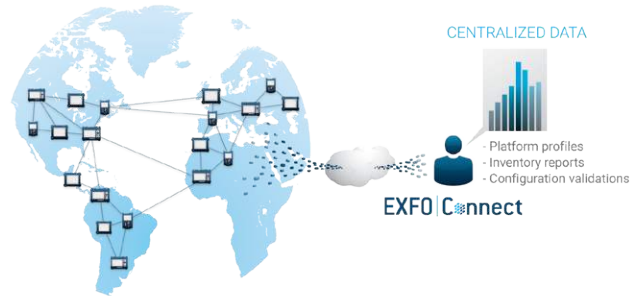 CENTRALIZED DATA
- Platform profiles
- Inventory reports
- Configuration validations
EXFO|Connect